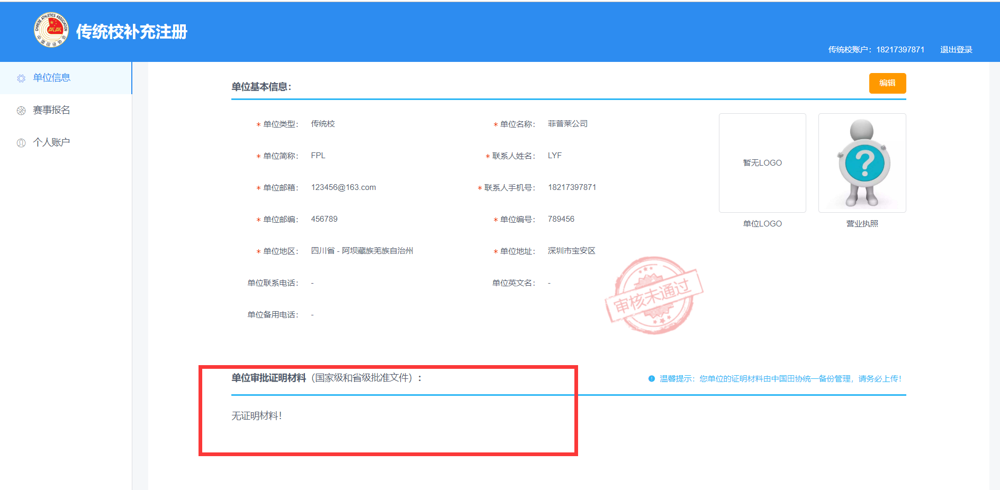 CHINESE ATHLETICS ASSOCIATION
中国田径协会
传统校补充注册
传统校账户：18217397871 退出登录
单位信息
赛事报名
个人账户
单位基本信息：
编辑
* 单位类型： 传统校
* 单位名称： 菲普莱公司
* 单位简称： FPL
* 联系人姓名： LYF
* 单位邮箱： 123456@163.com
* 联系人手机号： 18217397871
* 单位邮编： 456789
* 单位编号： 789456
* 单位地区： 四川省 - 阿坝藏族羌族自治州
* 单位地址： 深圳市宝安区
单位联系电话： -
单位英文名： -
单位备用电话： -
暂无LOGO
单位LOGO
?
营业执照
审核未通过
单位审批证明材料（国家级和省级批准文件）：
温馨提示：您单位的证明材料由中国田协统一备份管理，请务必上传！
无证明材料！